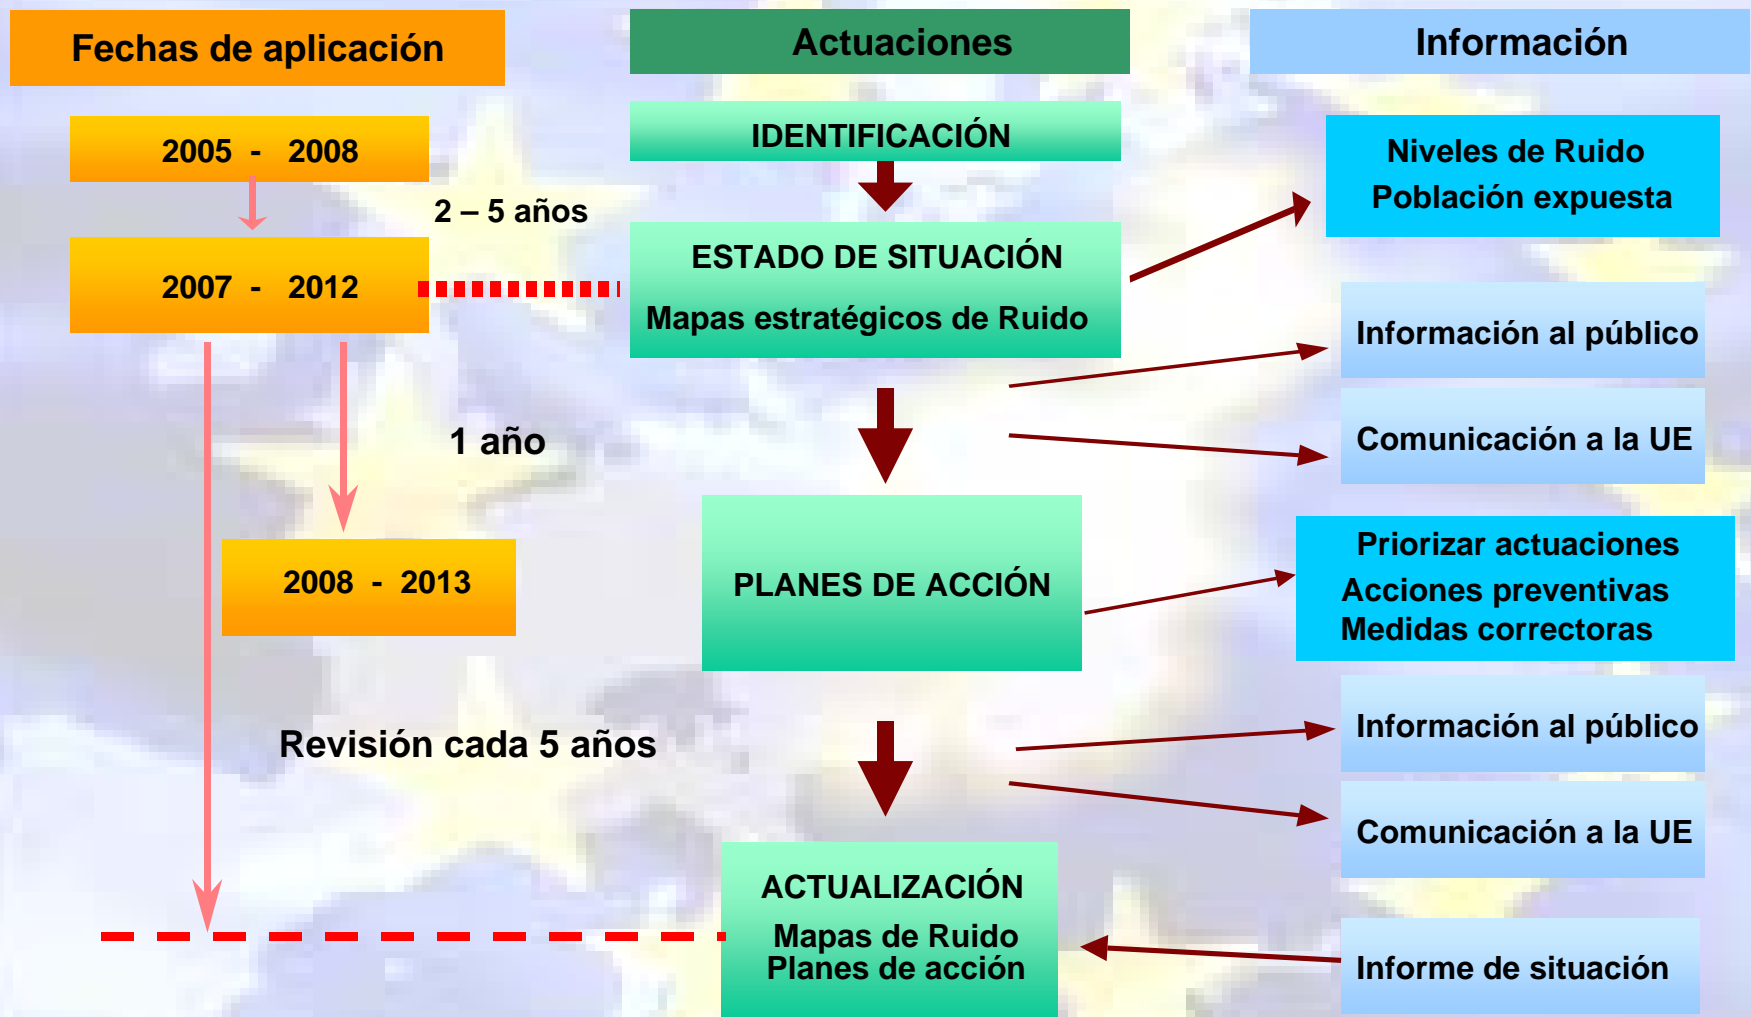 Fechas de aplicación
Actuaciones
Información
2005 - 2008
2 – 5 años
2007 - 2012
1 año
2008 - 2013
Revisión cada 5 años
IDENTIFICACIÓN
ESTADO DE SITUACIÓN
Mapas estratégicos de Ruido
PLANES DE ACCIÓN
ACTUALIZACIÓN
Mapas de Ruido
Planes de acción
Niveles de Ruido
Población expuesta
Información al público
Comunicación a la UE
Priorizar actuaciones
Acciones preventivas
Medidas correctoras
Información al público
Comunicación a la UE
Informe de situación